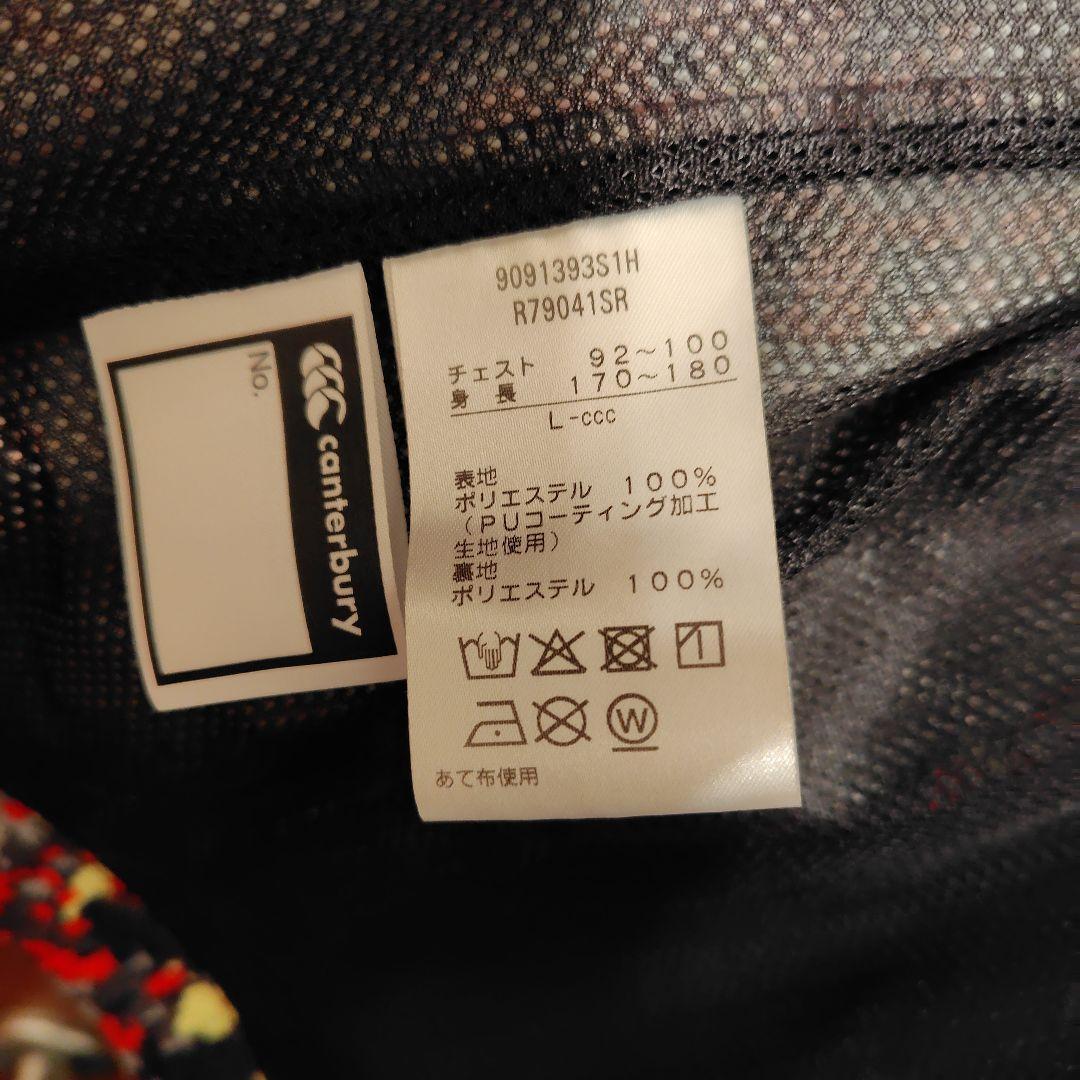 No.
canterbury
9091393S1H
R79041SR
チェスト 92～100
身長 170～180
L-ccc
表地
ポリエステル 100%
(PUコーティング加工
生地使用)
裏地
ポリエステル 100%
W
あて布使用